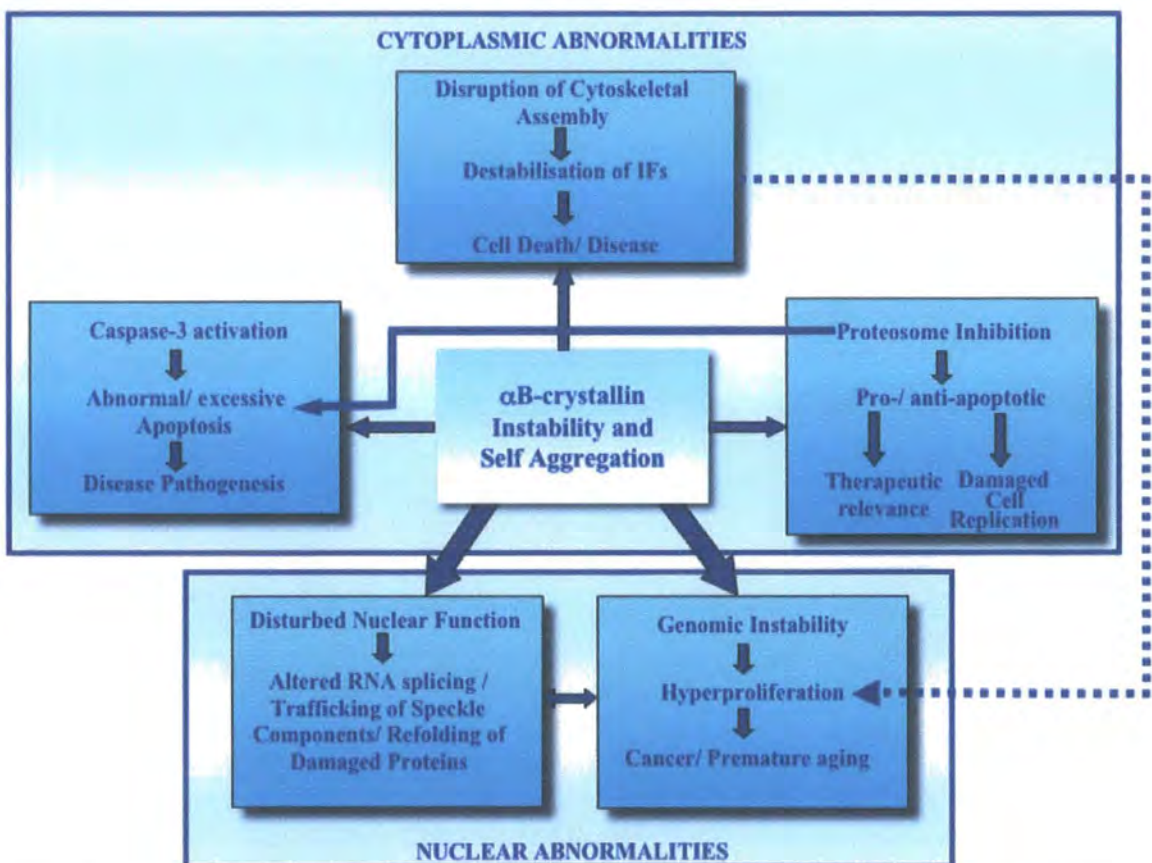 CYTOPLASMIC ABNORMALITIES
Disruption of Cytoskeletal
Assembly
Destabilisation of IFs
Cell Death/ Disease
Caspase-3 activation
Abnormal/ excessive
Apoptosis
Disease Pathogenesis
αB-crystallin
Instability and
Self Aggregation
Proteosome Inhibition
Pro-/ anti-apoptotic
Therapeutic
relevance
Damaged
Cell
Replication
Disturbed Nuclear Function
Altered RNA splicing /
Trafficking of Speckle
Components/ Refolding of
Damaged Proteins
Genomic Instability
Hyperproliferation
Cancer/ Premature aging
NUCLEAR ABNORMALITIES